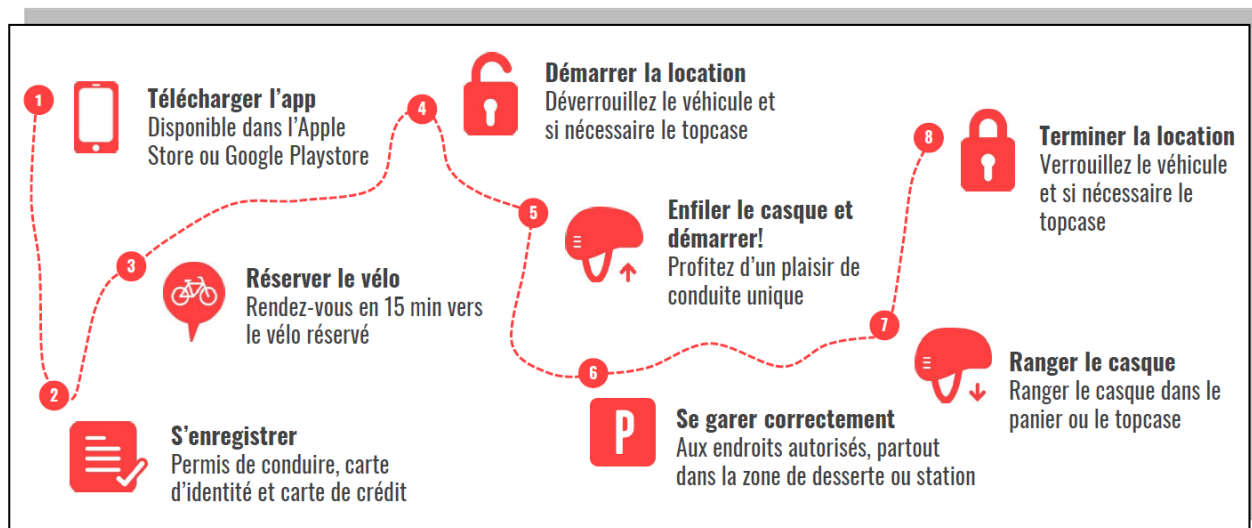 1
Télécharger l'app
Disponible dans l'Apple
Store ou Google Playstore
2
S'enregistrer
Permis de conduire, carte
d'identité et carte de crédit
3
Réserver le vélo
Rendez-vous en 15 min vers
le vélo réservé
4
Démarrer la location
Déverrouillez le véhicule et
si nécessaire le topcase
5
Enfiler le casque et
démarrer!
Profitez d'un plaisir de
conduite unique
6
P
Se garer correctement
Aux endroits autorisés, partout
dans la zone de desserte ou station
7
Ranger le casque
Ranger le casque dans le
panier ou le topcase
8
Terminer la location
Verrouillez le véhicule
et si nécessaire le
topcase